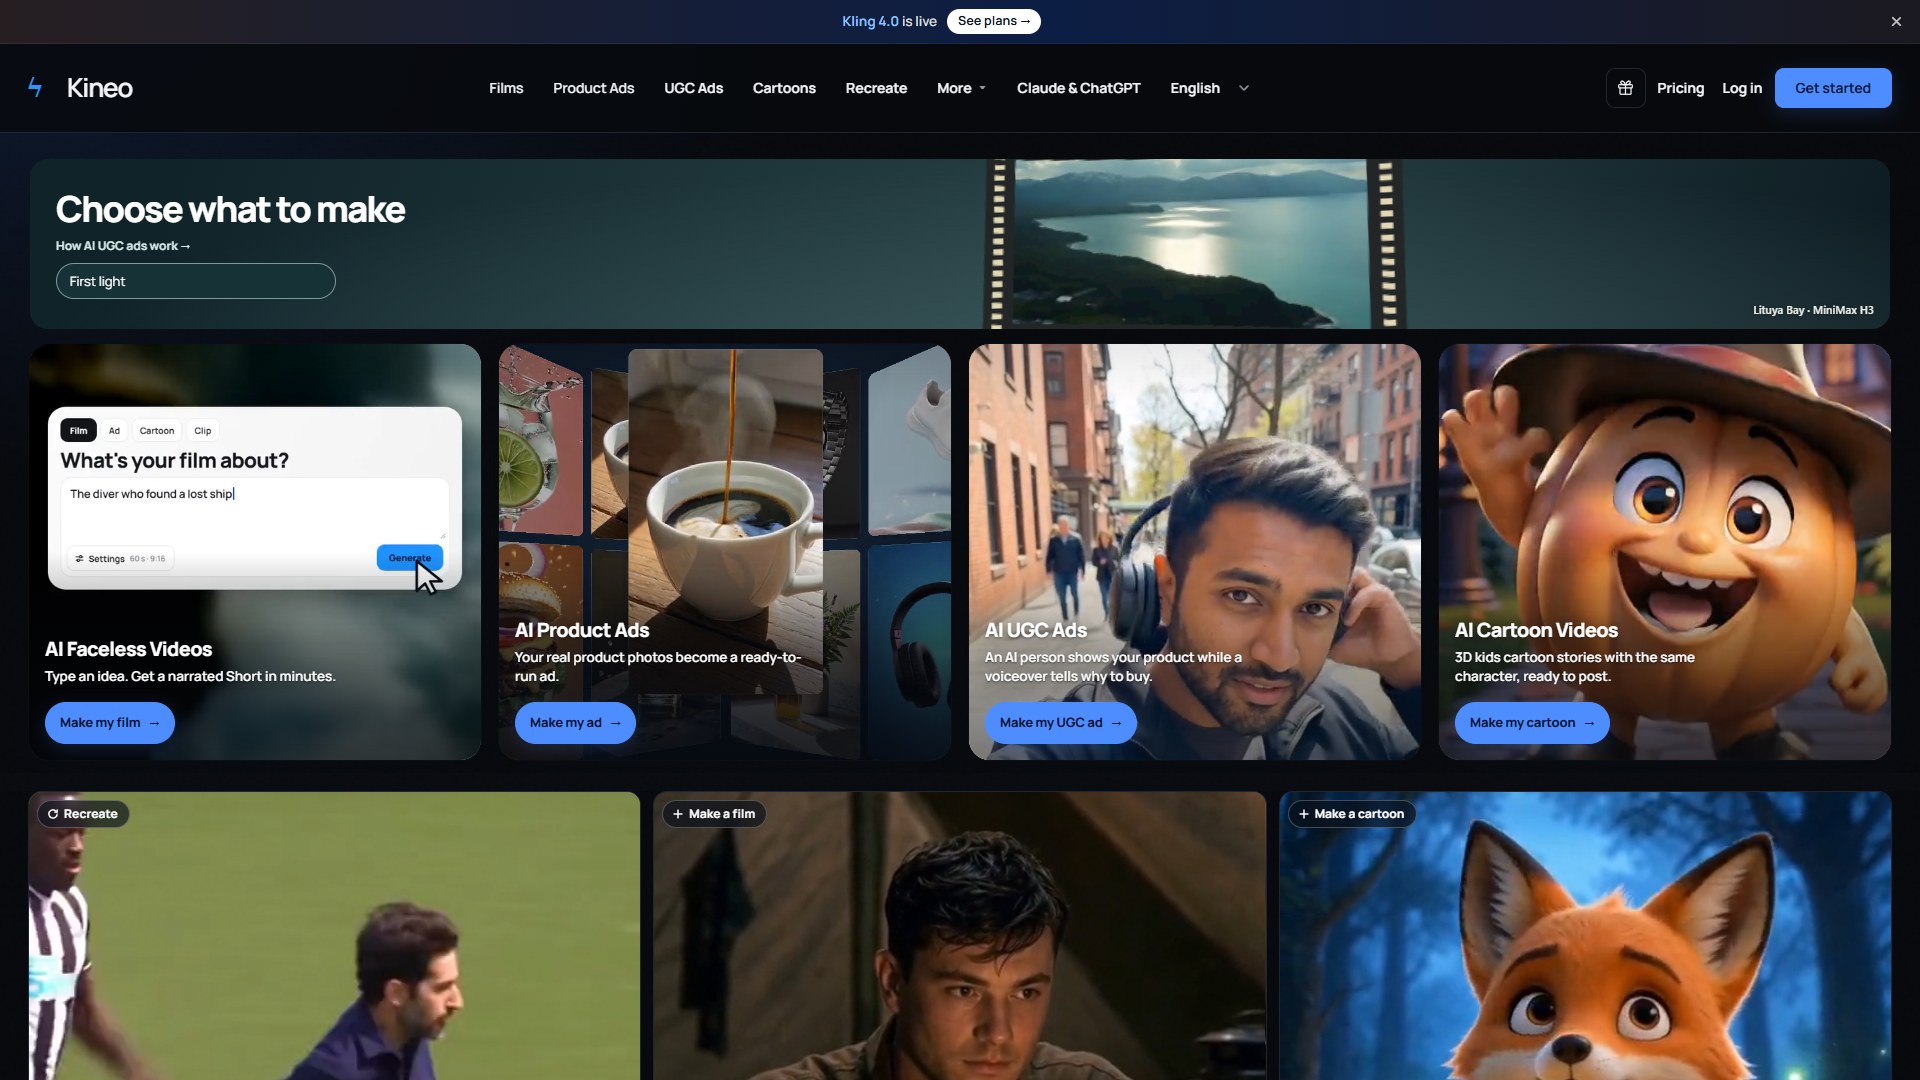 Kling 4.0 is live See plans →
Kineo
Films Product Ads UGC Ads Cartoons Recreate More Claude & ChatGPT English
Pricing Log in Get started
Choose what to make
How AI UGC ads work →
First light
Lituya Bay · MiniMax H3
Film Ad Cartoon Clip
What's your film about?
The diver who found a lost ship
Settings 60s · 9:16
Generate
AI Faceless Videos
Type an idea. Get a narrated Short in minutes.
Make my film →
AI Product Ads
Your real product photos become a ready-to-
run ad.
Make my ad →
AI UGC Ads
An AI person shows your product while a
voiceover tells why to buy.
Make my UGC ad →
AI Cartoon Videos
3D kids cartoon stories with the same
character, ready to post.
Make my cartoon →
Recreate
+ Make a film
+ Make a cartoon